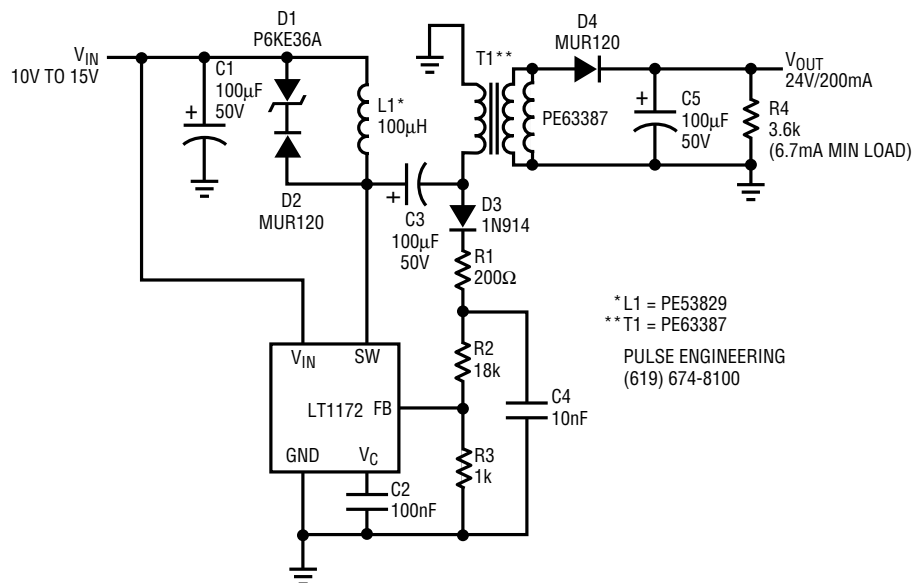 D1
P6KE36A
D4
MUR120
V_IN
10V TO 15V
T1**
V_OUT
24V/200mA
C1
100μF
50V
+
L1*
100μH
PE63387
+
C5
100μF
50V
R4
3.6k
(6.7mA MIN LOAD)
D2
MUR120
+
C3
100μF
50V
D3
1N914
R1
200Ω
*L1 = PE53829
**T1 = PE63387
PULSE ENGINEERING
(619) 674-8100
V_IN
SW
R2
18k
LT1172
FB
C4
10nF
GND
V_C
R3
1k
C2
100nF